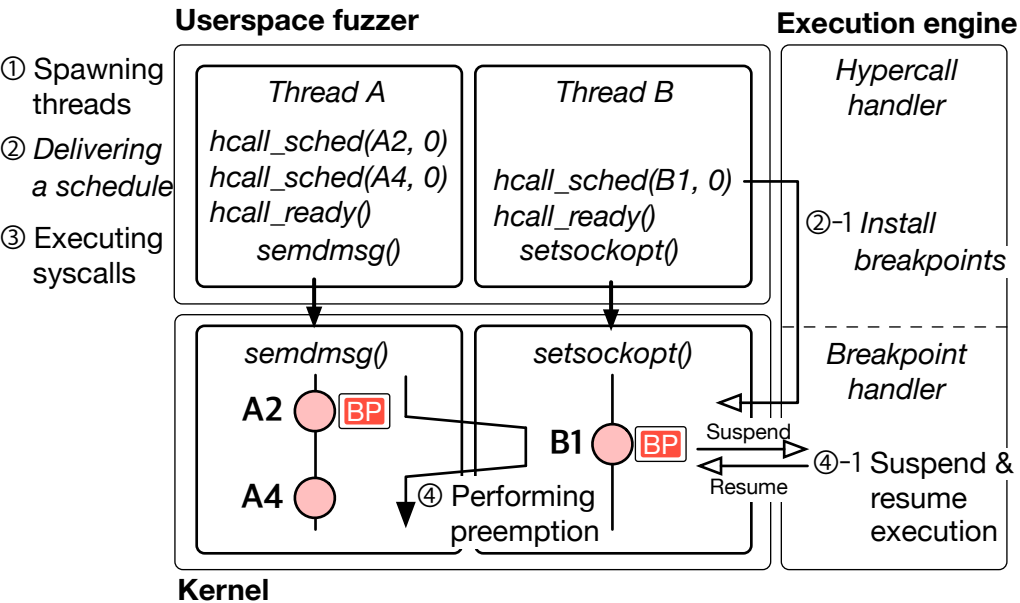 Userspace fuzzer
Execution engine
① Spawning
threads
② Delivering
a schedule
③ Executing
syscalls
Thread A
hcall_sched(A2, 0)
hcall_sched(A4, 0)
hcall_ready()
semdmsg()
Thread B
hcall_sched(B1, 0)
hcall_ready()
setsockopt()
Hypercall
handler
②-1 Install
breakpoints
semdmsg()
A2
BP
A4
④ Performing
preemption
setsockopt()
B1
BP
Suspend
Resume
Breakpoint
handler
④-1 Suspend &
resume
execution
Kernel